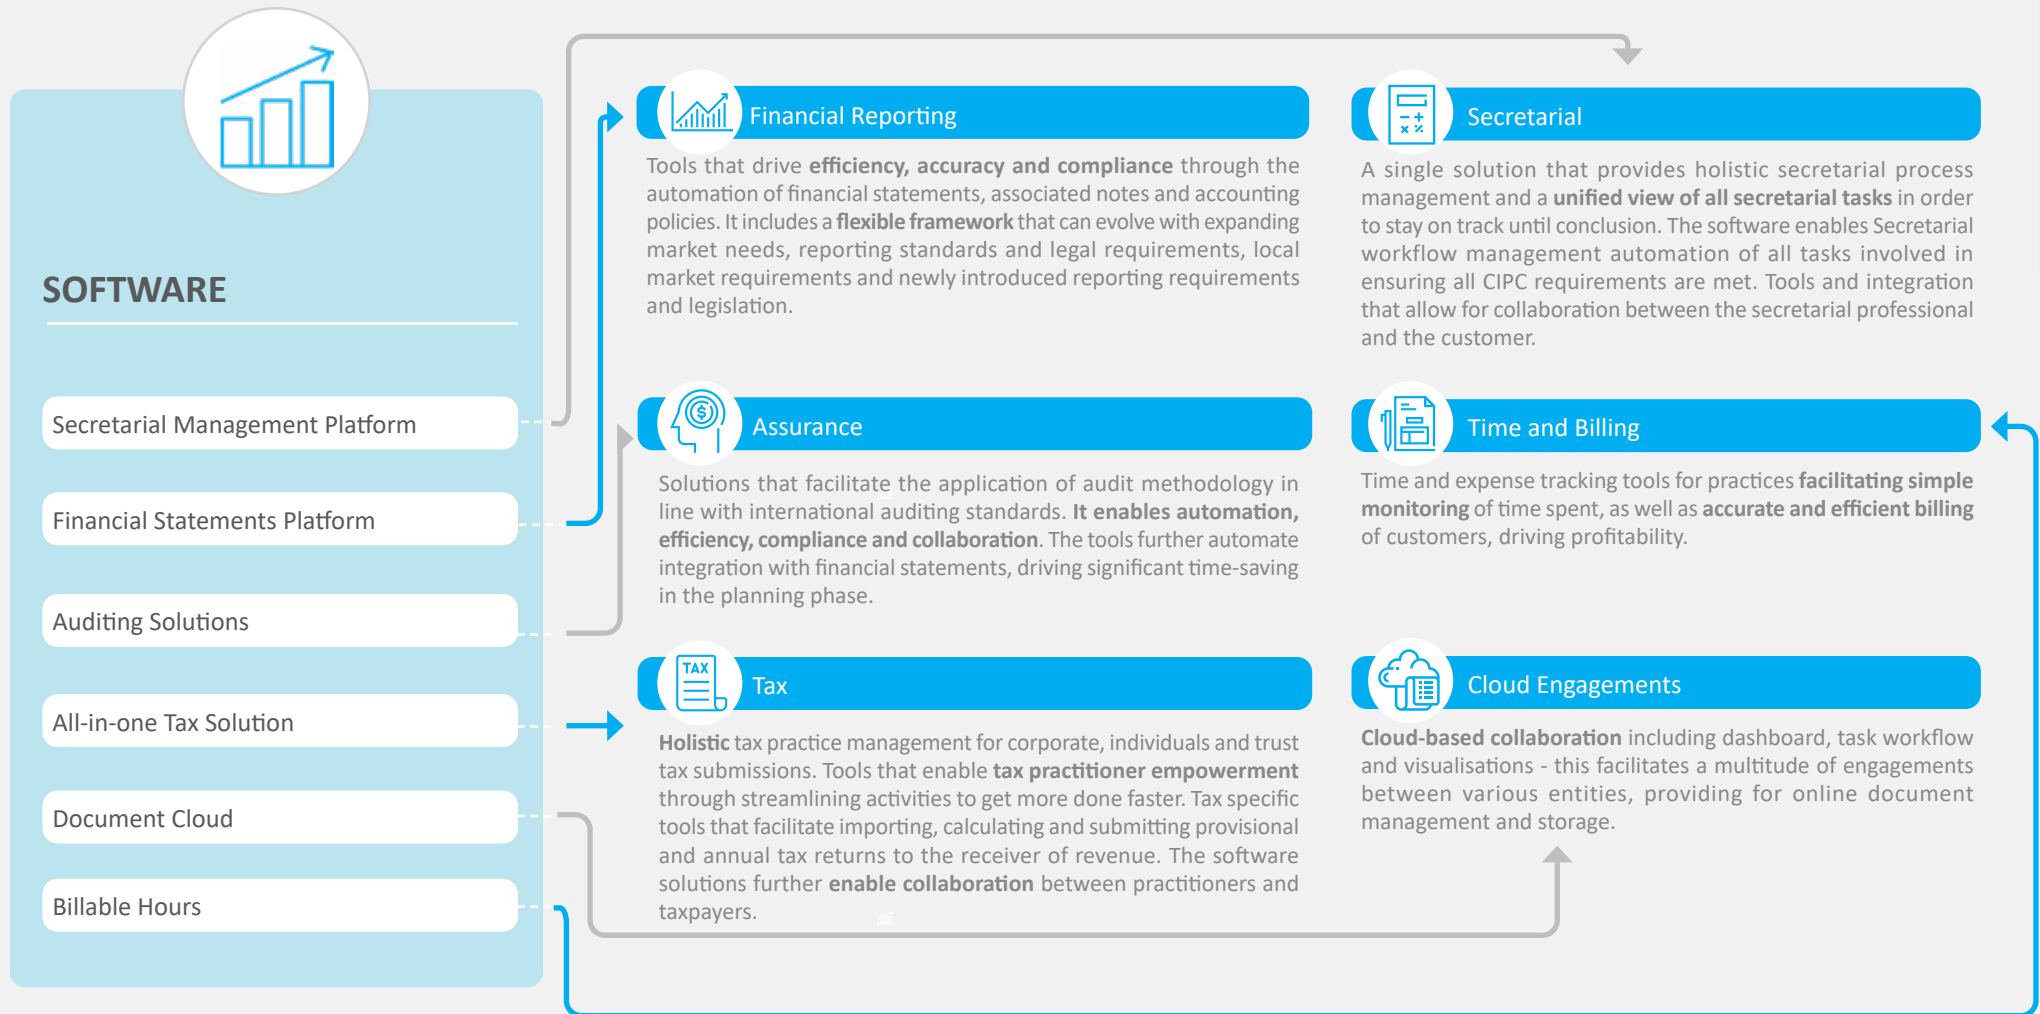 SOFTWARE
Secretarial Management Platform
Financial Statements Platform
Auditing Solutions
All-in-one Tax Solution
Document Cloud
Billable Hours
Financial Reporting
Tools that drive efficiency, accuracy and compliance through the
automation of financial statements, associated notes and accounting
policies. It includes a flexible framework that can evolve with expanding
market needs, reporting standards and legal requirements, local
market requirements and newly introduced reporting requirements
and legislation.
Secretarial
A single solution that provides holistic secretarial process
management and a unified view of all secretarial tasks in order
to stay on track until conclusion. The software enables Secretarial
workflow management automation of all tasks involved in
ensuring all CIPC requirements are met. Tools and integration
that allow for collaboration between the secretarial professional
and the customer.
Assurance
Solutions that facilitate the application of audit methodology in
line with international auditing standards. It enables automation,
efficiency, compliance and collaboration. The tools further automate
integration with financial statements, driving significant time-saving
in the planning phase.
Time and Billing
Time and expense tracking tools for practices facilitating simple
monitoring of time spent, as well as accurate and efficient billing
of customers, driving profitability.
TAX
Tax
Holistic tax practice management for corporate, individuals and trust
tax submissions. Tools that enable tax practitioner empowerment
through streamlining activities to get more done faster. Tax specific
tools that facilitate importing, calculating and submitting provisional
and annual tax returns to the receiver of revenue. The software
solutions further enable collaboration between practitioners and
taxpayers.
Cloud Engagements
Cloud-based collaboration including dashboard, task workflow
and visualisations - this facilitates a multitude of engagements
between various entities, providing for online document
management and storage.